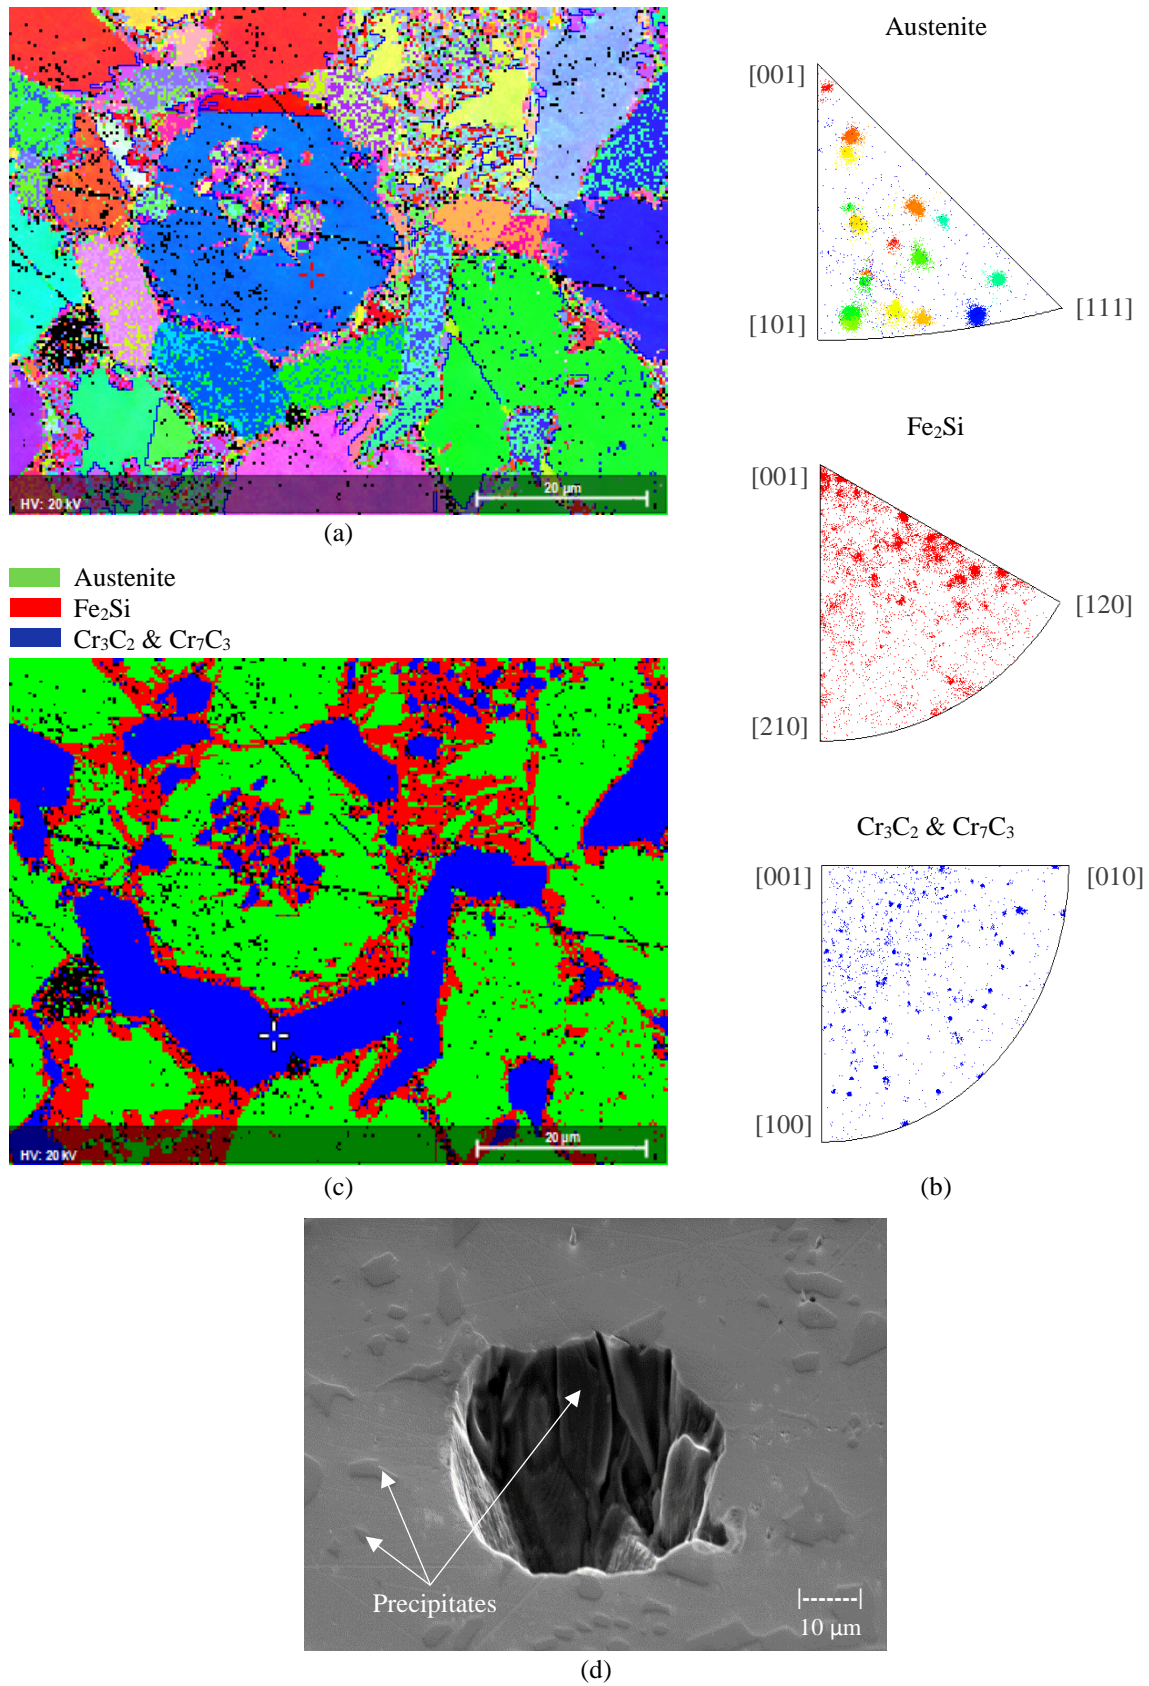 Austenite
[001]
[101]
[111]
20 µm
HV: 20 kV
(a)
Fe₂Si
[001]
[120]
[210]
Austenite
Fe₂Si
Cr₃C₂ & Cr₇C₃
Cr₃C₂ & Cr₇C₃
[001]
[010]
[100]
20 µm
HV: 20 kV
(c)
(b)
Precipitates
10 µm
(d)